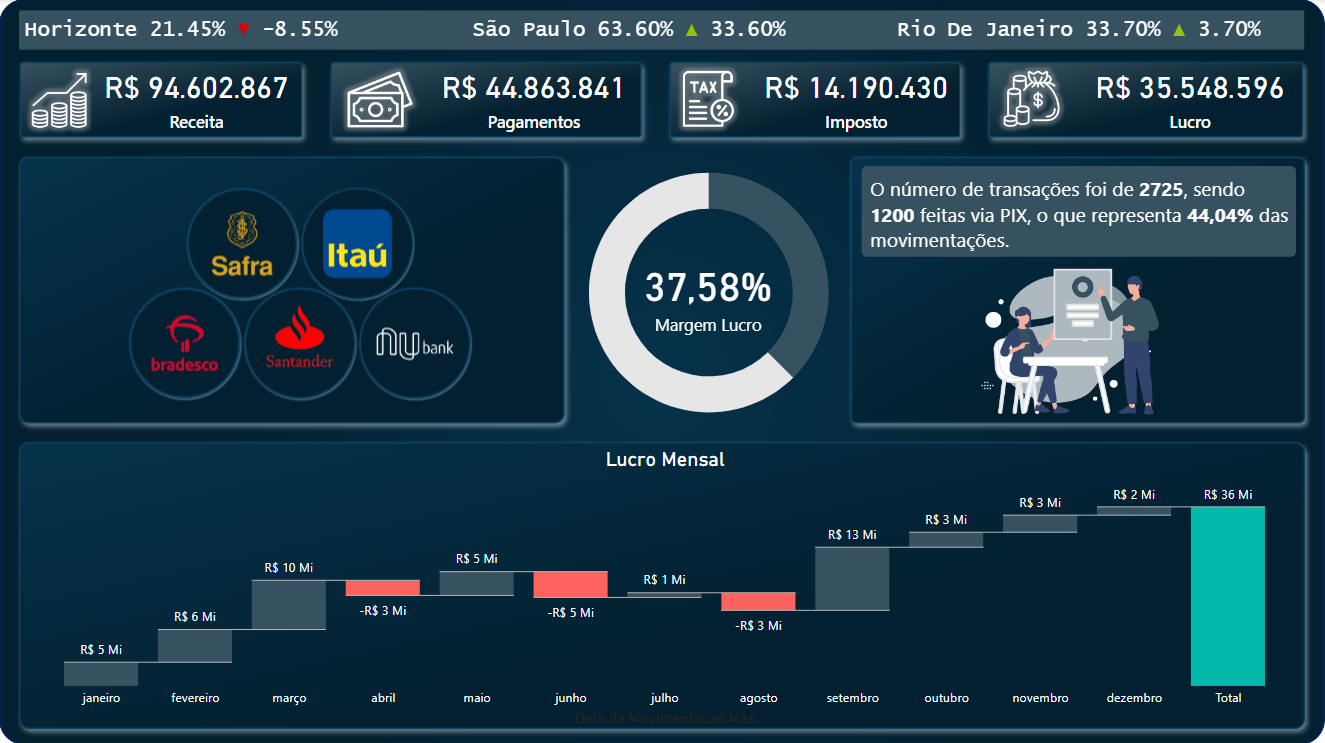 Horizonte 21.45% ▼ -8.55% São Paulo 63.60% ▲ 33.60% Rio De Janeiro 33.70% ▲ 3.70%
R$ 94.602.867
Receita
R$ 44.863.841
Pagamentos
TAX
%
R$ 14.190.430
Imposto
$
R$ 35.548.596
Lucro
Safra
Itaú
bradesco
Santander
nu bank
37,58%
Margem Lucro
O número de transações foi de 2725, sendo
1200 feitas via PIX, o que representa 44,04% das
movimentações.
Lucro Mensal
R$ 5 Mi
R$ 6 Mi
R$ 10 Mi
-R$ 3 Mi
R$ 5 Mi
-R$ 5 Mi
R$ 1 Mi
-R$ 3 Mi
R$ 13 Mi
R$ 3 Mi
R$ 3 Mi
R$ 2 Mi
R$ 36 Mi
janeiro fevereiro março abril maio junho julho agosto setembro outubro novembro dezembro Total
Data da Movimentacao Mês